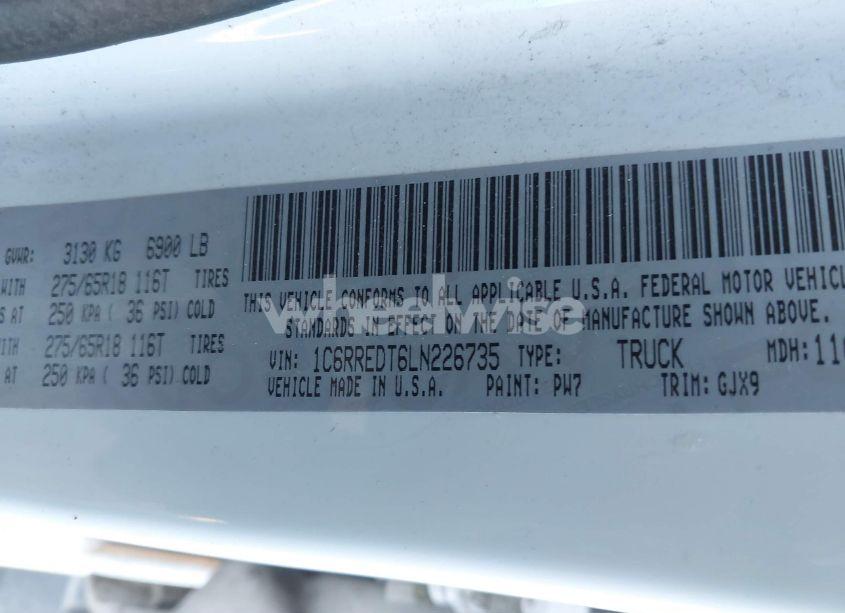 GVWR: 3130 KG 6900 LB
WITH 275/65R18 116T TIRES
S AT 250 KPA ( 36 PSI) COLD
WITH 275/65R18 116T TIRES
AT 250 KPA ( 36 PSI) COLD
THIS VEHICLE CONFORMS TO ALL APPLICABLE U.S.A. FEDERAL MOTOR VEHICL
STANDARDS IN EFFECT ON THE DATE OF MANUFACTURE SHOWN ABOVE.
VIN: 1C6RREDT6LN226735 TYPE: TRUCK MDH: 110
VEHICLE MADE IN U.S.A. PAINT: PW7 TRIM: GJX9
wheelwise